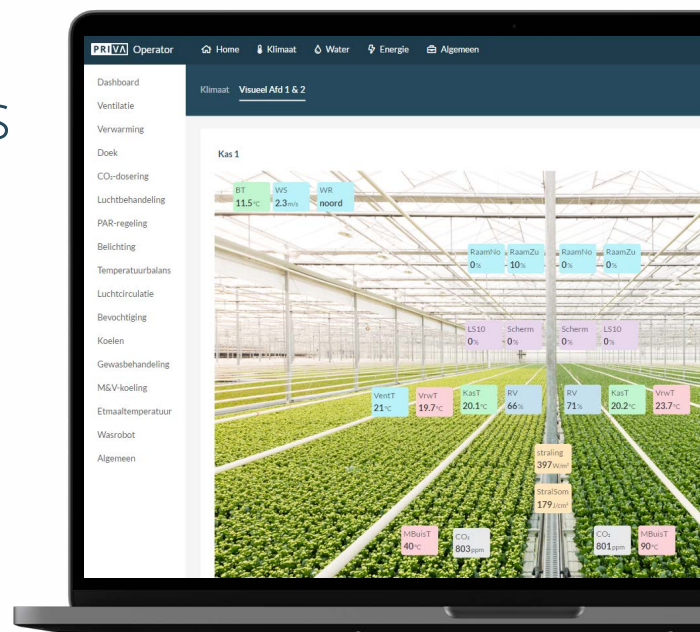 PRIVA Operator
Home Klimaat Water Energie Algemeen
S
Klimaat Visueel Afd 1 & 2
Dashboard
Ventilatie
Verwarming
Doek
CO₂-dosering
Luchtbehandeling
PAR-regeling
Belichting
Temperatuurbalans
Luchtcirculatie
Bevochtiging
Koelen
Gewasbehandeling
M&V-koeling
Etmaaltemperatuur
Wasrobot
Algemeen
Kas 1
BT WS WR
11.5°C 2.3m/s noord
RaamNo RaamZu RaamNo RaamZu
0% 10% 0% 0%
LS10 Scherm Scherm LS10
0% 0% 0% 0%
VentT VrwT KasT RV RV KasT VrwT
21°C 19.7°C 20.1°C 66% 71% 20.2°C 23.7°C
straling
397W/m²
StralSom
179J/cm²
MBuisT CO₂ CO₂ MBuisT
40°C 803ppm 801ppm 90°C